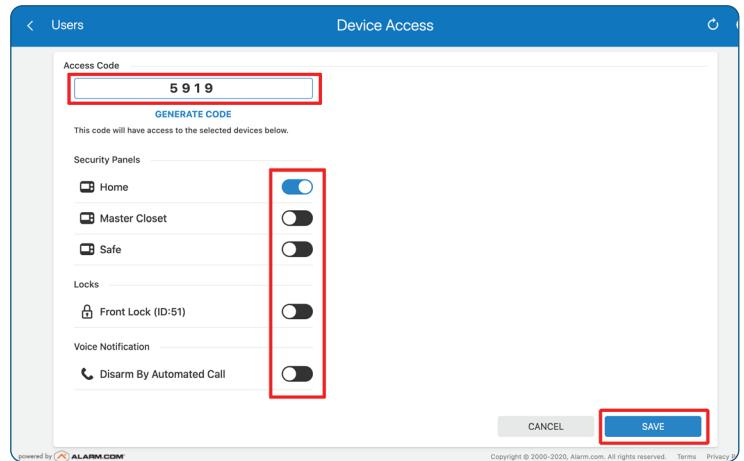 Users
Device Access
Access Code
5919
GENERATE CODE
This code will have access to the selected devices below.
Security Panels
Home
Master Closet
Safe
Locks
Front Lock (ID:51)
Voice Notification
Disarm By Automated Call
CANCEL
SAVE
powered by ALARM.COM
Copyright © 2000-2020, Alarm.com. All rights reserved. Terms Privacy